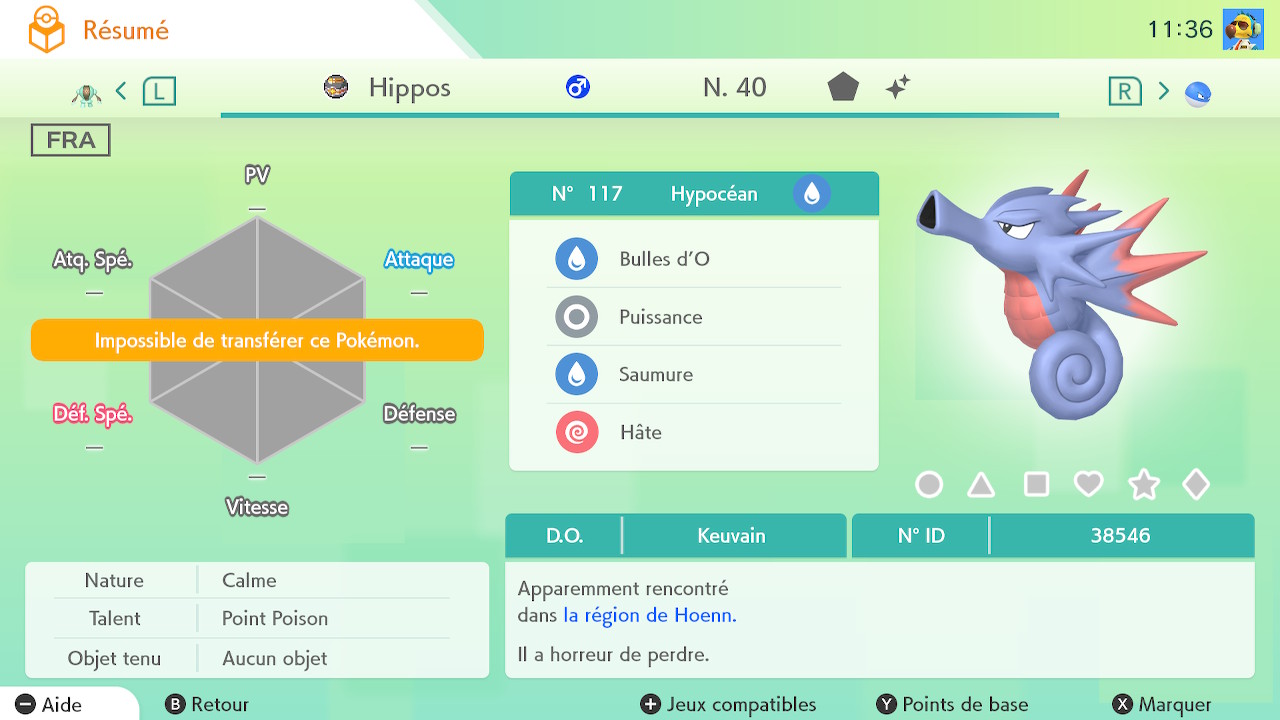 Résumé
11:36
L
Hippos
N. 40
R
FRA
PV
—
Atq. Spé.
—
Attaque
—
Impossible de transférer ce Pokémon.
Déf. Spé.
—
Défense
—
—
Vitesse
N° 117 Hypocéan
Bulles d'O
Puissance
Saumure
Hâte
D.O. Keuvain
N° ID 38546
Nature Calme
Talent Point Poison
Objet tenu Aucun objet
Apparemment rencontré
dans la région de Hoenn.
Il a horreur de perdre.
Aide
B Retour
Jeux compatibles
Y Points de base
X Marquer